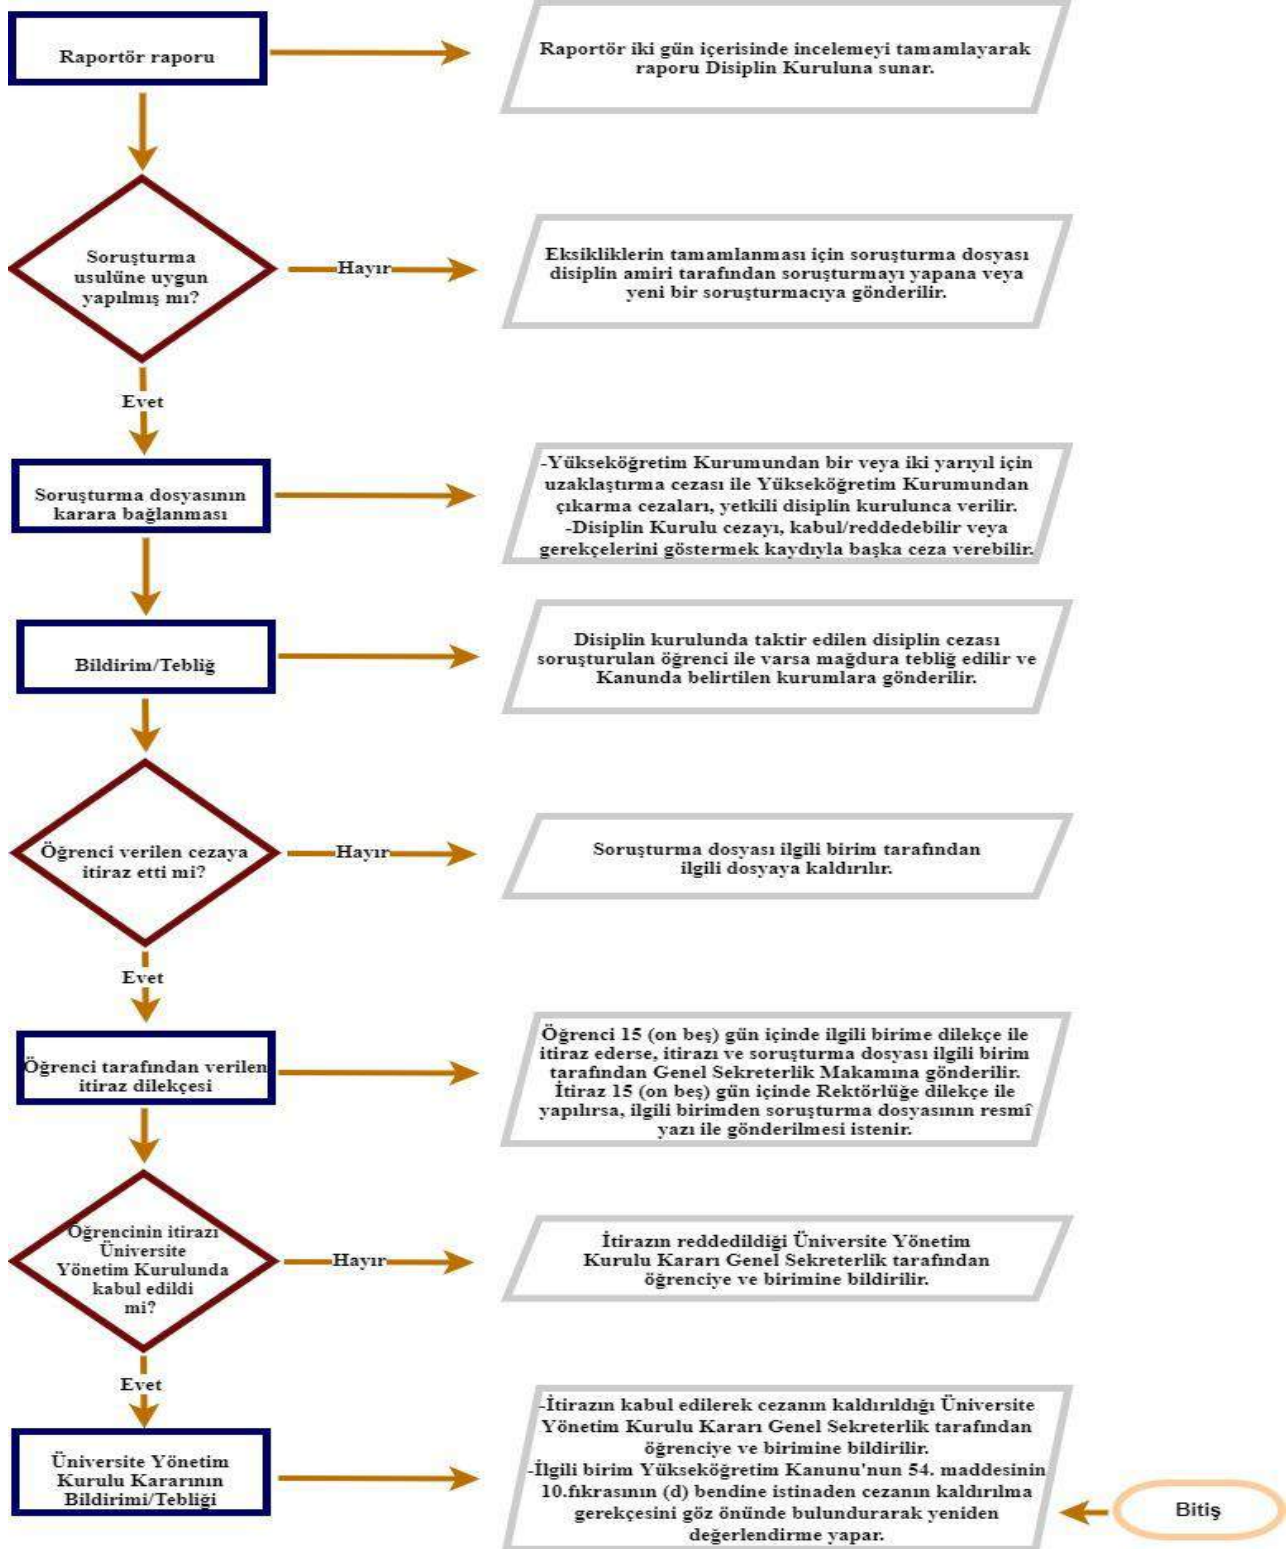 Raportör raporu
Raportör iki gün içerisinde incelemeyi tamamlayarak
raporu Disiplin Kuruluna sunar.
Soruşturma
usulüne uygun
yapılmış mı?
Hayır
Eksikliklerin tamamlanması için soruşturma dosyası
disiplin amiri tarafından soruşturmayı yapana veya
yeni bir soruşturmacıya gönderilir.
Evet
Soruşturma dosyasının
karara bağlanması
-Yükseköğretim Kurumundan bir veya iki yarıyıl için
uzaklaştırma cezası ile Yükseköğretim Kurumundan
çıkarma cezaları, yetkili disiplin kurulunca verilir.
-Disiplin Kurulu cezayı, kabul/reddedebilir veya
gerekçelerini göstermek kaydıyla başka ceza verebilir.
Bildirim/Tebliğ
Disiplin kurulunda taktir edilen disiplin cezası
soruşturulan öğrenci ile varsa mağdura tebliğ edilir ve
Kanunda belirtilen kurumlara gönderilir.
Öğrenci verilen cezaya
itiraz etti mi?
Hayır
Soruşturma dosyası ilgili birim tarafından
ilgili dosyaya kaldırılır.
Evet
Öğrenci tarafından verilen
itiraz dilekçesi
Öğrenci 15 (on beş) gün içinde ilgili birime dilekçe ile
itiraz ederse, itirazı ve soruşturma dosyası ilgili birim
tarafından Genel Sekreterlik Makamına gönderilir.
İtiraz 15 (on beş) gün içinde Rektörlüğe dilekçe ile
yapılırsa, ilgili birimden soruşturma dosyasının resmî
yazı ile gönderilmesi istenir.
Öğrencinin itirazı
Üniversite
Yönetim Kurulunda
kabul edildi
mi?
Hayır
İtirazın reddedildiği Üniversite Yönetim
Kurulu Kararı Genel Sekreterlik tarafından
öğrenciye ve birimine bildirilir.
Evet
Üniversite Yönetim
Kurulu Kararının
Bildirimi/Tebliği
-İtirazın kabul edilerek cezanın kaldırıldığı Üniversite
Yönetim Kurulu Kararı Genel Sekreterlik tarafından
öğrenciye ve birimine bildirilir.
-İlgili birim Yükseköğretim Kanunu'nun 54. maddesinin
10.fıkrasının (d) bendine istinaden cezanın kaldırılma
gerekçesini göz önünde bulundurarak yeniden
değerlendirme yapar.
Bitiş